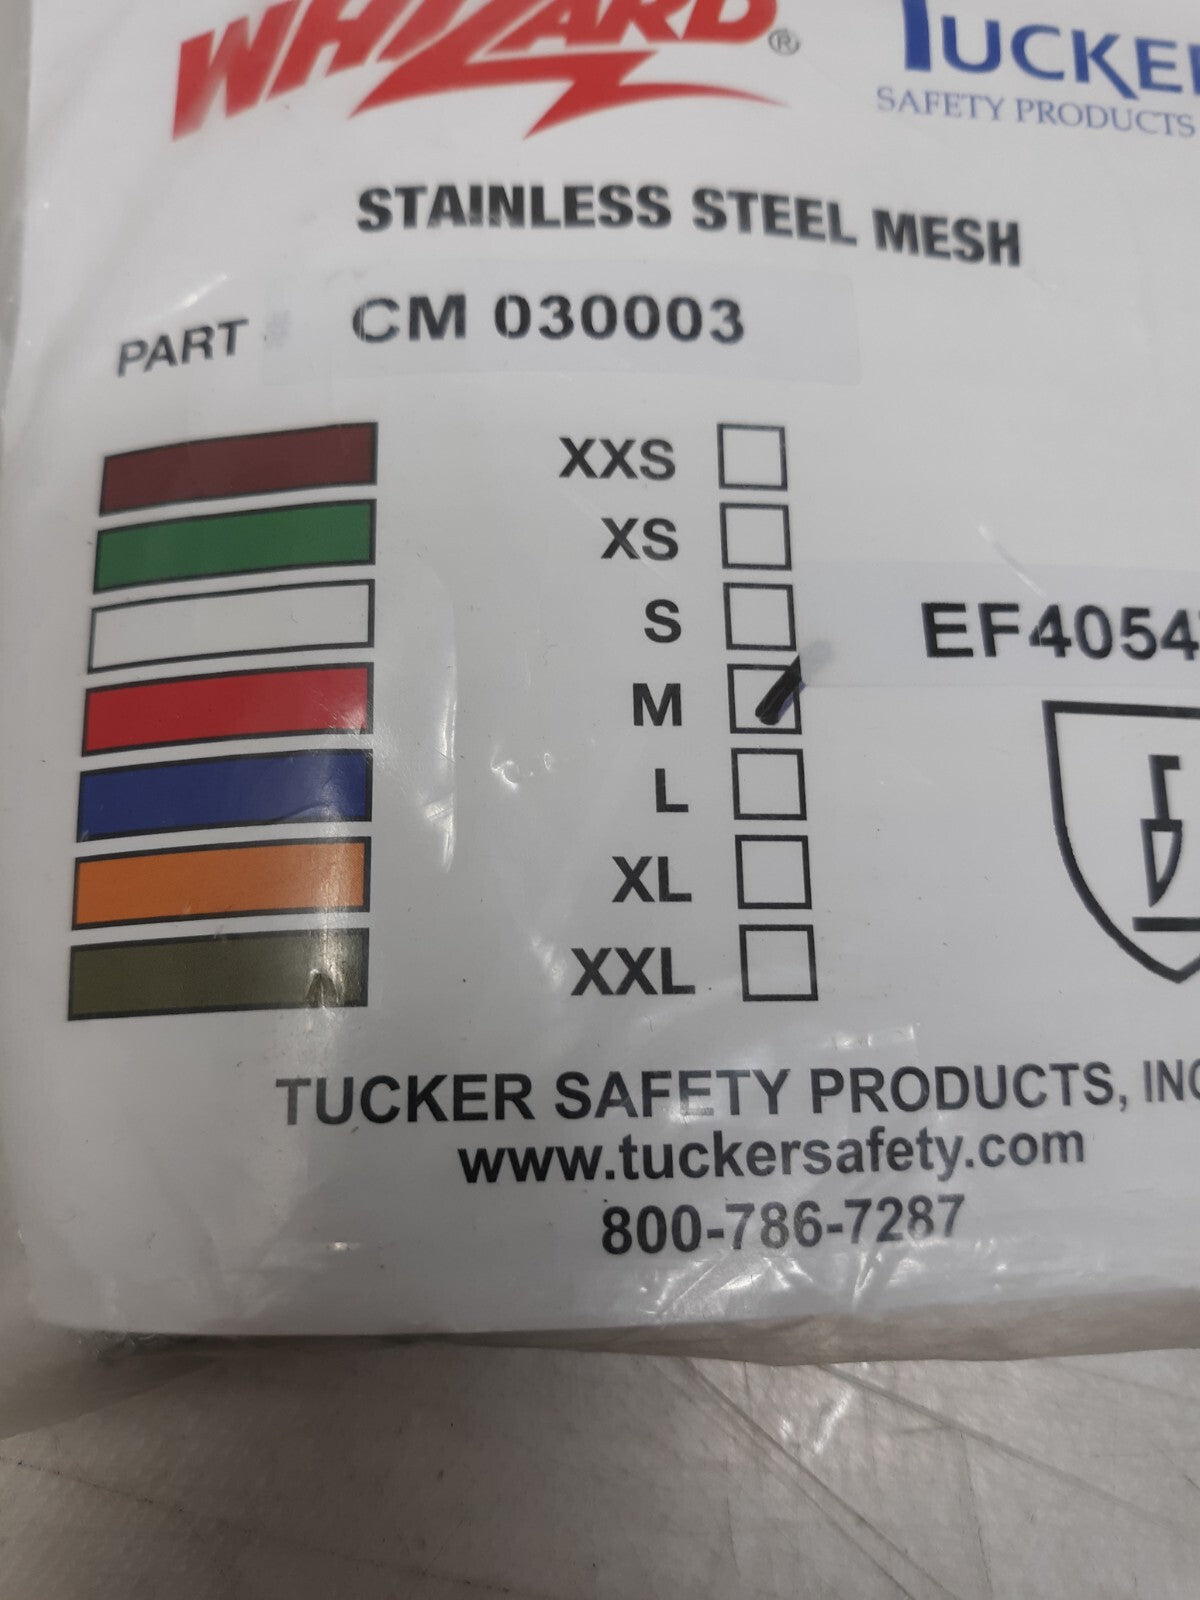 WHIZARD®
TUCKER
SAFETY PRODUCTS
STAINLESS STEEL MESH
PART # CM 030003
XXS
XS
S
EF4054
M
L
XL
XXL
TUCKER SAFETY PRODUCTS, INC
www.tuckersafety.com
800-786-7287